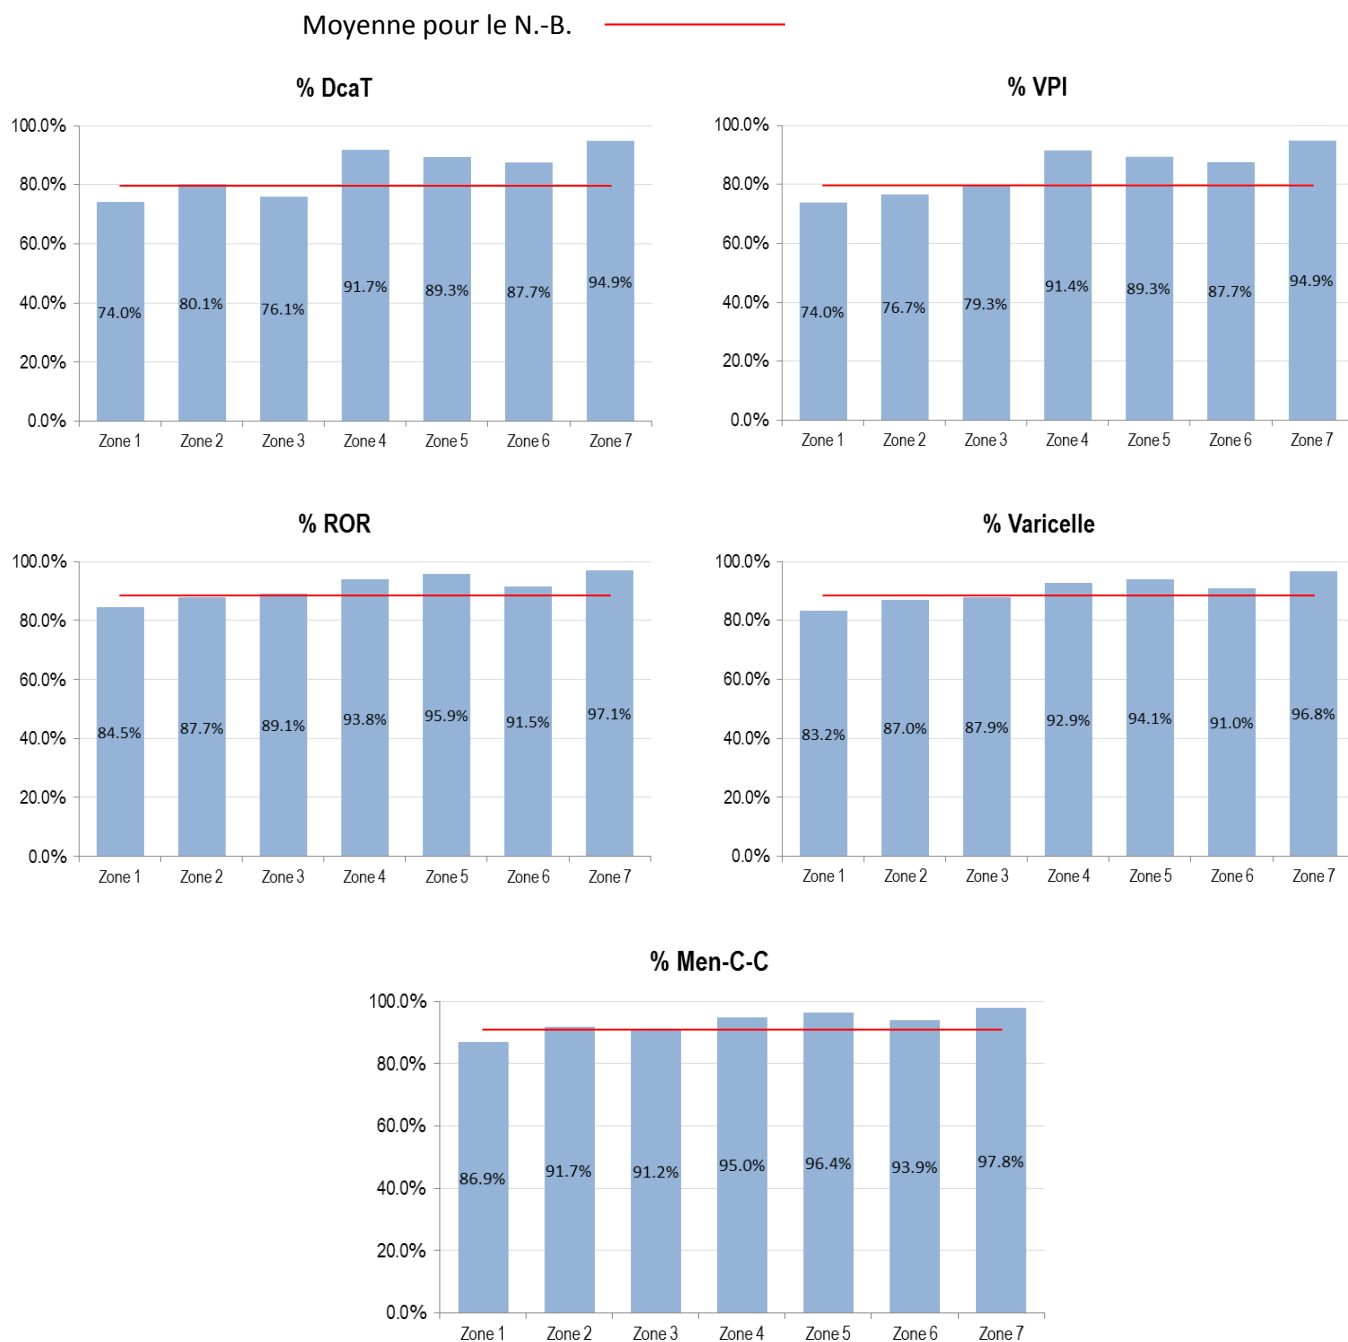 Moyenne pour le N.-B.
% DcaT
100.0%
80.0%
60.0%
40.0%
20.0%
0.0%
74.0% 80.1% 76.1% 91.7% 89.3% 87.7% 94.9%
Zone 1 Zone 2 Zone 3 Zone 4 Zone 5 Zone 6 Zone 7
% VPI
100.0%
80.0%
60.0%
40.0%
20.0%
0.0%
74.0% 76.7% 79.3% 91.4% 89.3% 87.7% 94.9%
Zone 1 Zone 2 Zone 3 Zone 4 Zone 5 Zone 6 Zone 7
% ROR
100.0%
80.0%
60.0%
40.0%
20.0%
0.0%
84.5% 87.7% 89.1% 93.8% 95.9% 91.5% 97.1%
Zone 1 Zone 2 Zone 3 Zone 4 Zone 5 Zone 6 Zone 7
% Varicelle
100.0%
80.0%
60.0%
40.0%
20.0%
0.0%
83.2% 87.0% 87.9% 92.9% 94.1% 91.0% 96.8%
Zone 1 Zone 2 Zone 3 Zone 4 Zone 5 Zone 6 Zone 7
% Men-C-C
100.0%
80.0%
60.0%
40.0%
20.0%
0.0%
86.9% 91.7% 91.2% 95.0% 96.4% 93.9% 97.8%
Zone 1 Zone 2 Zone 3 Zone 4 Zone 5 Zone 6 Zone 7